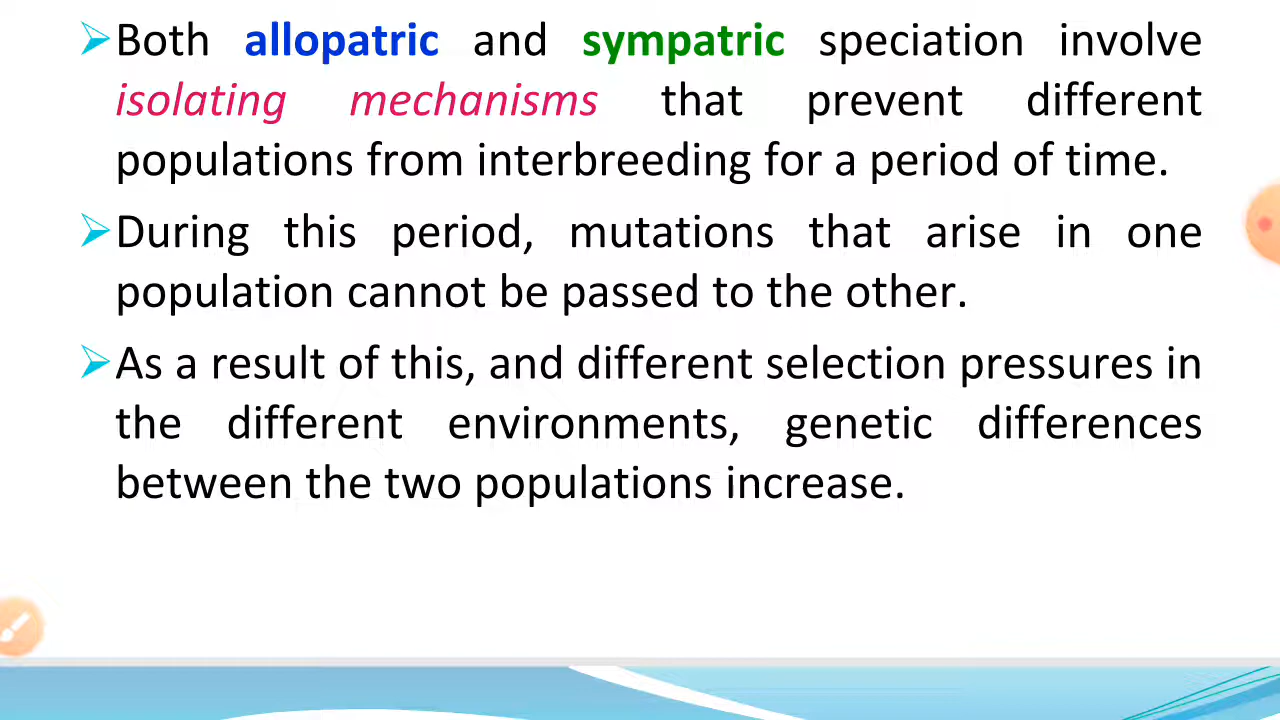 Both allopatric and sympatric speciation involve
isolating mechanisms that prevent different
populations from interbreeding for a period of time.
During this period, mutations that arise in one
population cannot be passed to the other.
As a result of this, and different selection pressures in
the different environments, genetic differences
between the two populations increase.